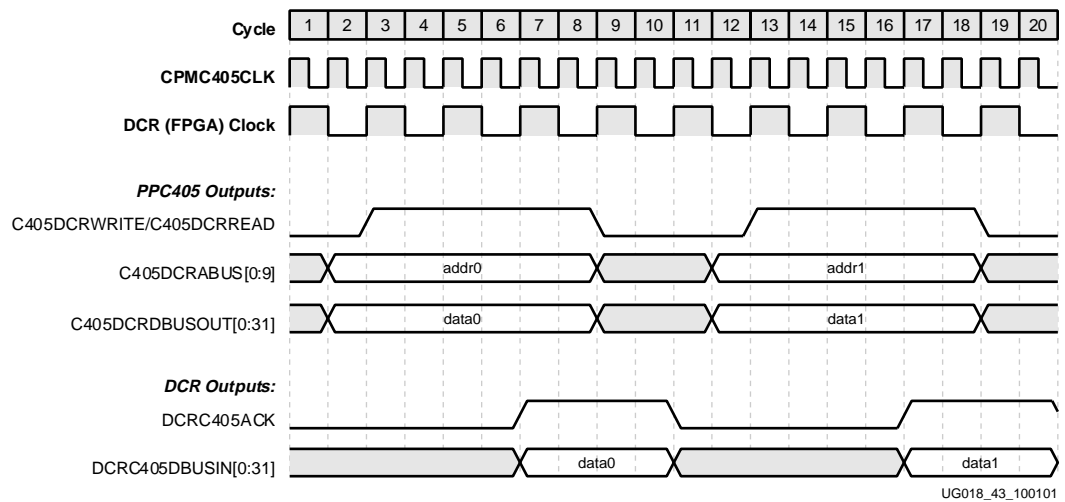 Cycle 1 2 3 4 5 6 7 8 9 10 11 12 13 14 15 16 17 18 19 20
CPMC405CLK
DCR (FPGA) Clock
PPC405 Outputs:
C405DCRWRITE/C405DCRREAD
C405DCRABUS[0:9] addr0 addr1
C405DCRDBUSOUT[0:31] data0 data1
DCR Outputs:
DCRC405ACK
DCRC405DBUSIN[0:31] data0 data1
UG018_43_100101